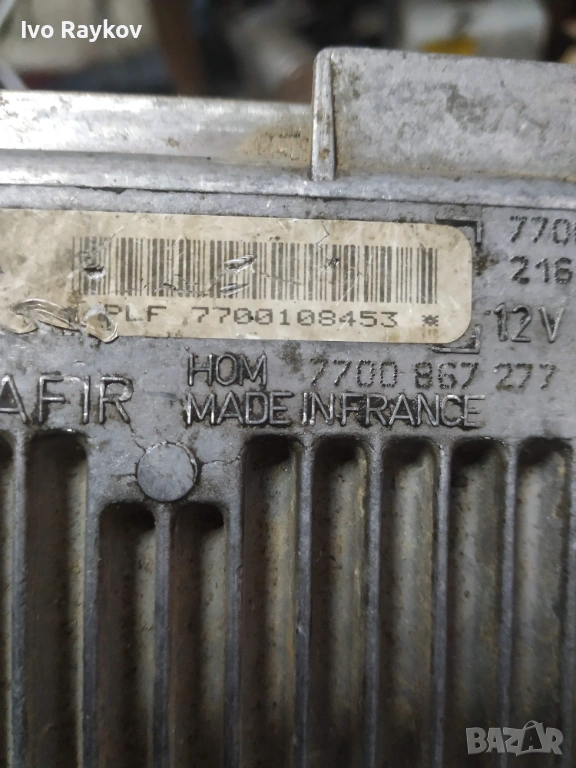 Ivo Raykov
770
216
PLF 7700108453 *
12V
HOM 7700 867 277
AFIR MADE IN FRANCE
BAZAR